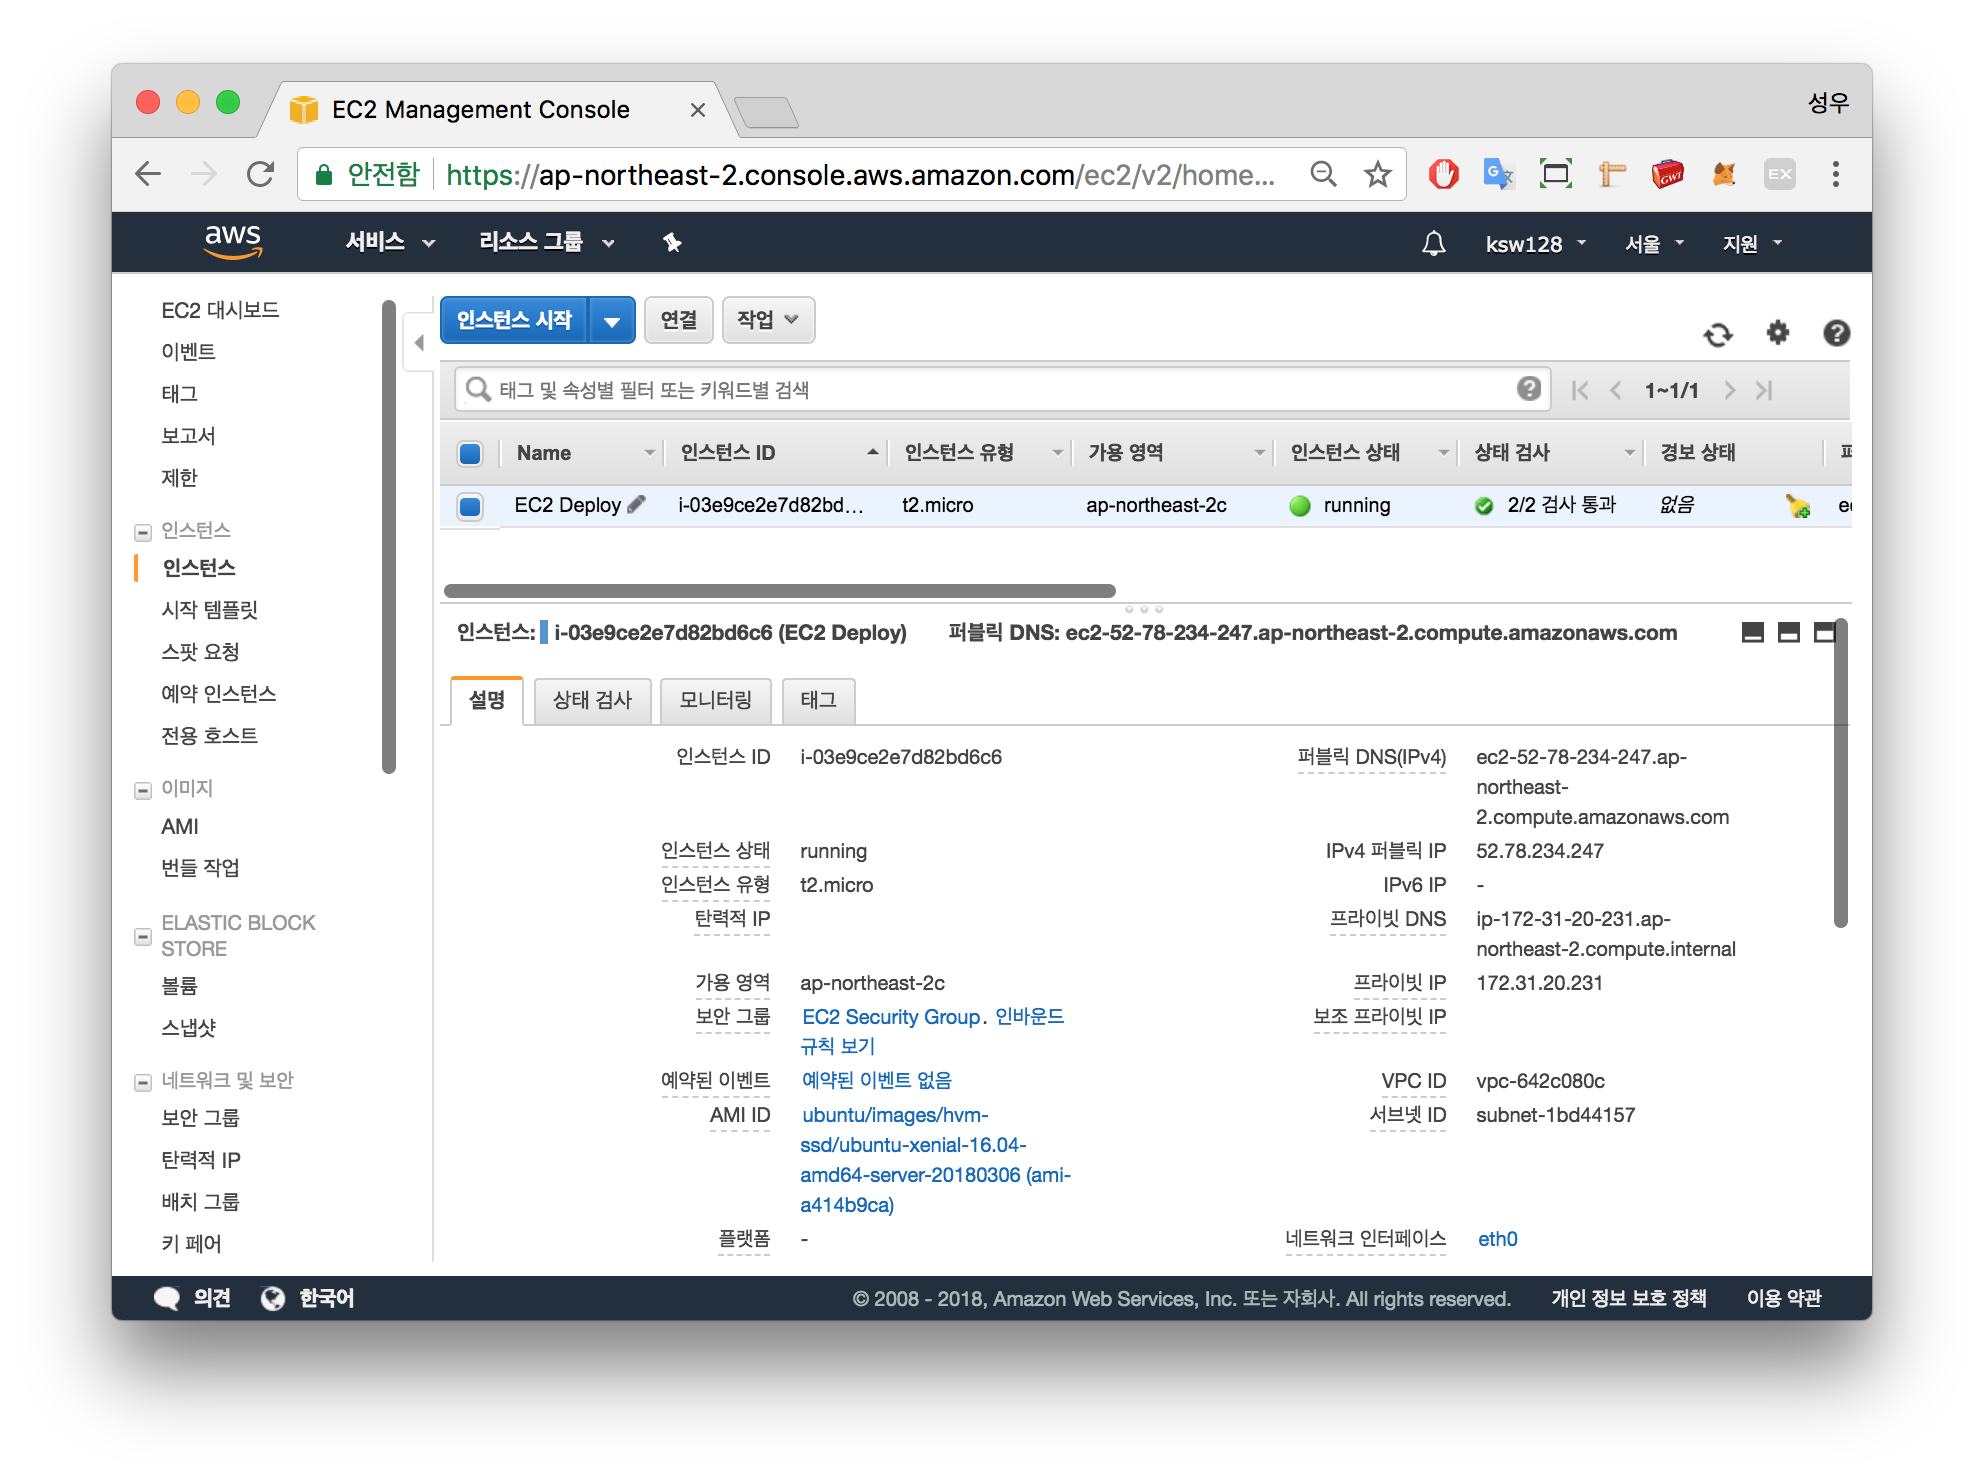 EC2 Management Console
성우
안전함 https://ap-northeast-2.console.aws.amazon.com/ec2/v2/home...
GWT
EX
aws 서비스 리소스 그룹 ksw128 서울 지원
EC2 대시보드
이벤트
태그
보고서
제한
인스턴스
인스턴스
시작 템플릿
스팟 요청
예약 인스턴스
전용 호스트
이미지
AMI
번들 작업
ELASTIC BLOCK
STORE
볼륨
스냅샷
네트워크 및 보안
보안 그룹
탄력적 IP
배치 그룹
키 페어
인스턴스 시작 연결 작업
태그 및 속성별 필터 또는 키워드별 검색 1~1/1
Name 인스턴스 ID 인스턴스 유형 가용 영역 인스턴스 상태 상태 검사 경보 상태
EC2 Deploy i-03e9ce2e7d82bd... t2.micro ap-northeast-2c running 2/2 검사 통과 없음
인스턴스: i-03e9ce2e7d82bd6c6 (EC2 Deploy) 퍼블릭 DNS: ec2-52-78-234-247.ap-northeast-2.compute.amazonaws.com
설명 상태 검사 모니터링 태그
인스턴스 ID i-03e9ce2e7d82bd6c6
인스턴스 상태 running
인스턴스 유형 t2.micro
탄력적 IP
가용 영역 ap-northeast-2c
보안 그룹 EC2 Security Group. 인바운드
규칙 보기
예약된 이벤트 예약된 이벤트 없음
AMI ID ubuntu/images/hvm-
ssd/ubuntu-xenial-16.04-
amd64-server-20180306 (ami-
a414b9ca)
플랫폼 -
퍼블릭 DNS(IPv4) ec2-52-78-234-247.ap-
northeast-
2.compute.amazonaws.com
IPv4 퍼블릭 IP 52.78.234.247
IPv6 IP -
프라이빗 DNS ip-172-31-20-231.ap-
northeast-2.compute.internal
프라이빗 IP 172.31.20.231
보조 프라이빗 IP
VPC ID vpc-642c080c
서브넷 ID subnet-1bd44157
네트워크 인터페이스 eth0
의견 한국어 © 2008 - 2018, Amazon Web Services, Inc. 또는 자회사. All rights reserved. 개인 정보 보호 정책 이용 약관